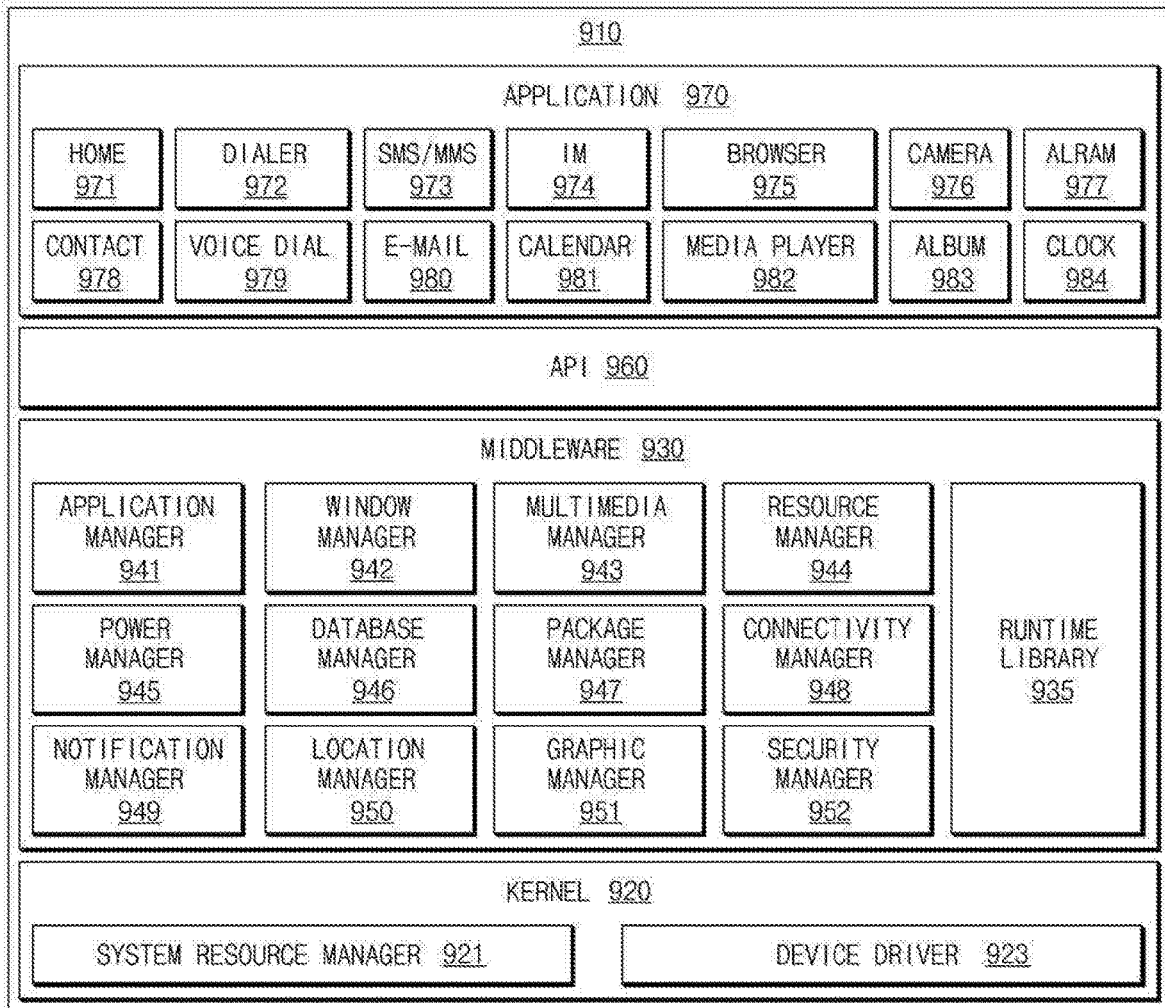 910
APPLICATION 970
HOME
971
DIALER
972
SMS/MMS
973
IM
974
BROWSER
975
CAMERA
976
ALRAM
977
CONTACT
978
VOICE DIAL
979
E-MAIL
980
CALENDAR
981
MEDIA PLAYER
982
ALBUM
983
CLOCK
984
API 960
MIDDLEWARE 930
APPLICATION
MANAGER
941
WINDOW
MANAGER
942
MULTIMEDIA
MANAGER
943
RESOURCE
MANAGER
944
POWER
MANAGER
945
DATABASE
MANAGER
946
PACKAGE
MANAGER
947
CONNECTIVITY
MANAGER
948
NOTIFICATION
MANAGER
949
LOCATION
MANAGER
950
GRAPHIC
MANAGER
951
SECURITY
MANAGER
952
RUNTIME
LIBRARY
935
KERNEL 920
SYSTEM RESOURCE MANAGER 921
DEVICE DRIVER 923